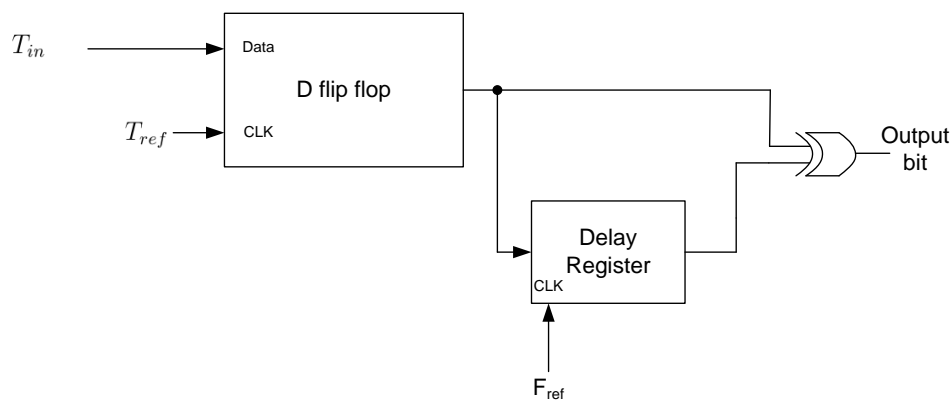 T_in
Data
D flip flop
T_ref
CLK
Output
bit
Delay
Register
CLK
F_ref